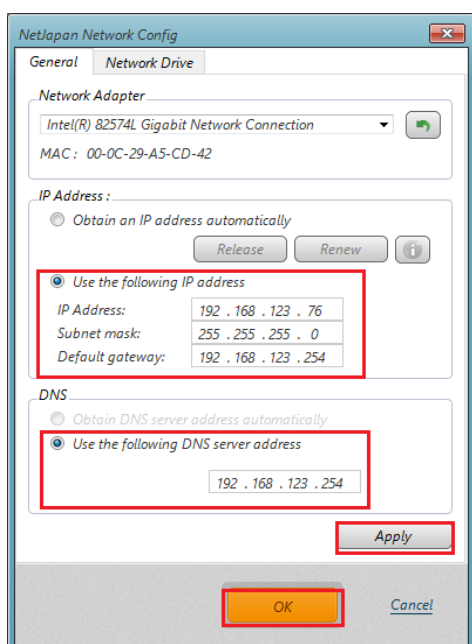 NetJapan Network Config
General Network Drive
Network Adapter
Intel(R) 82574L Gigabit Network Connection
MAC : 00-0C-29-A5-CD-42
IP Address :
Obtain an IP address automatically
Release Renew
Use the following IP address
IP Address: 192 . 168 . 123 . 76
Subnet mask: 255 . 255 . 255 . 0
Default gateway: 192 . 168 . 123 . 254
DNS
Obtain DNS server address automatically
Use the following DNS server address
192 . 168 . 123 . 254
Apply
OK Cancel